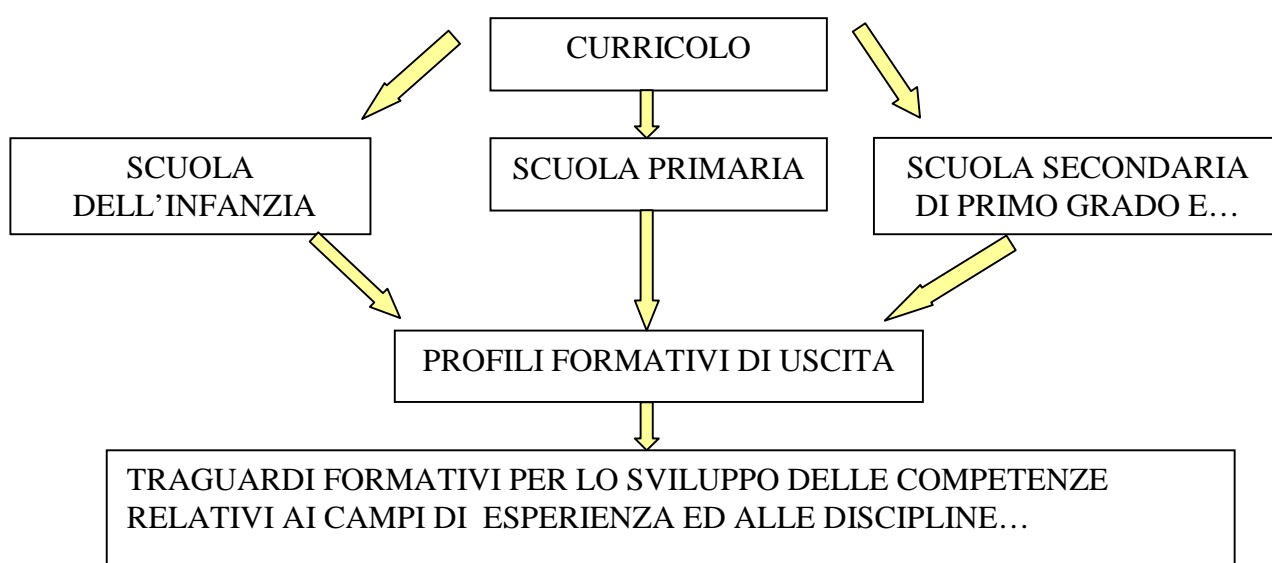 CURRICOLO
SCUOLA
DELL’INFANZIA
SCUOLA PRIMARIA
SCUOLA SECONDARIA
DI PRIMO GRADO E…
PROFILI FORMATIVI DI USCITA
TRAGUARDI FORMATIVI PER LO SVILUPPO DELLE COMPETENZE
RELATIVI AI CAMPI DI ESPERIENZA ED ALLE DISCIPLINE…